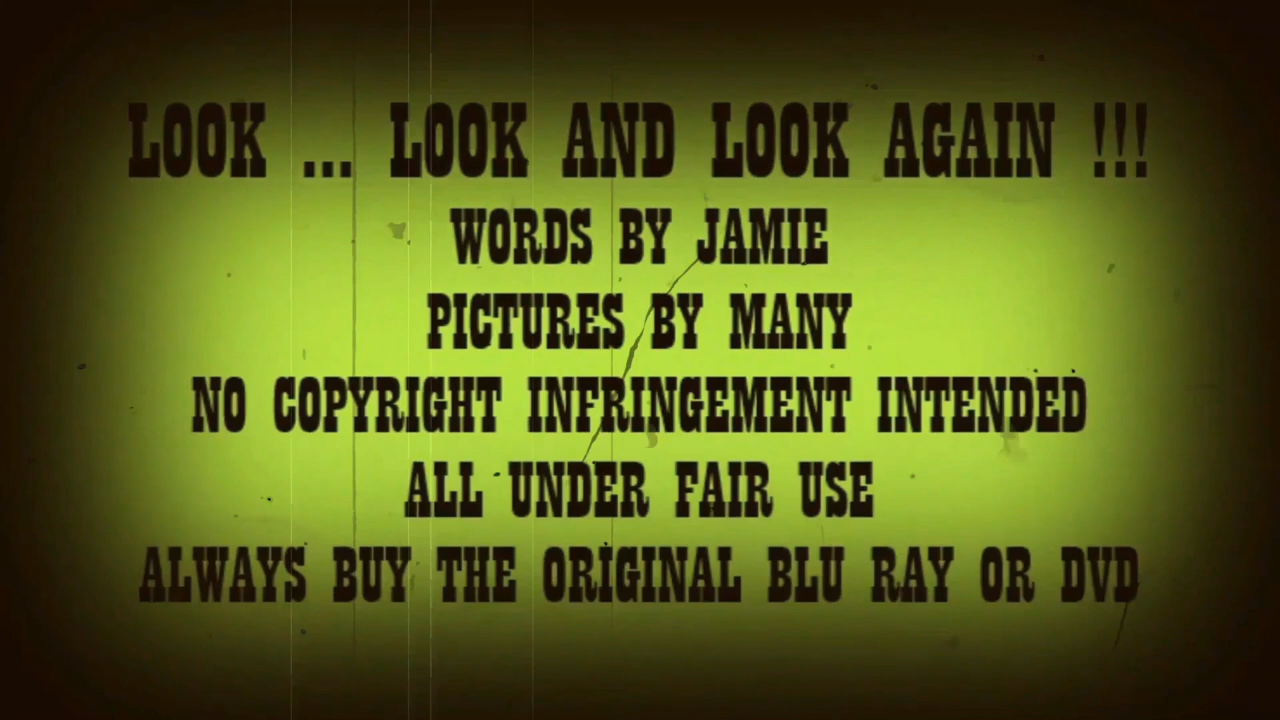 LOOK ... LOOK AND LOOK AGAIN !!!
WORDS BY JAMIE
PICTURES BY MANY
NO COPYRIGHT INFRINGEMENT INTENDED
ALL UNDER FAIR USE
ALWAYS BUY THE ORIGINAL BLU RAY OR DVD